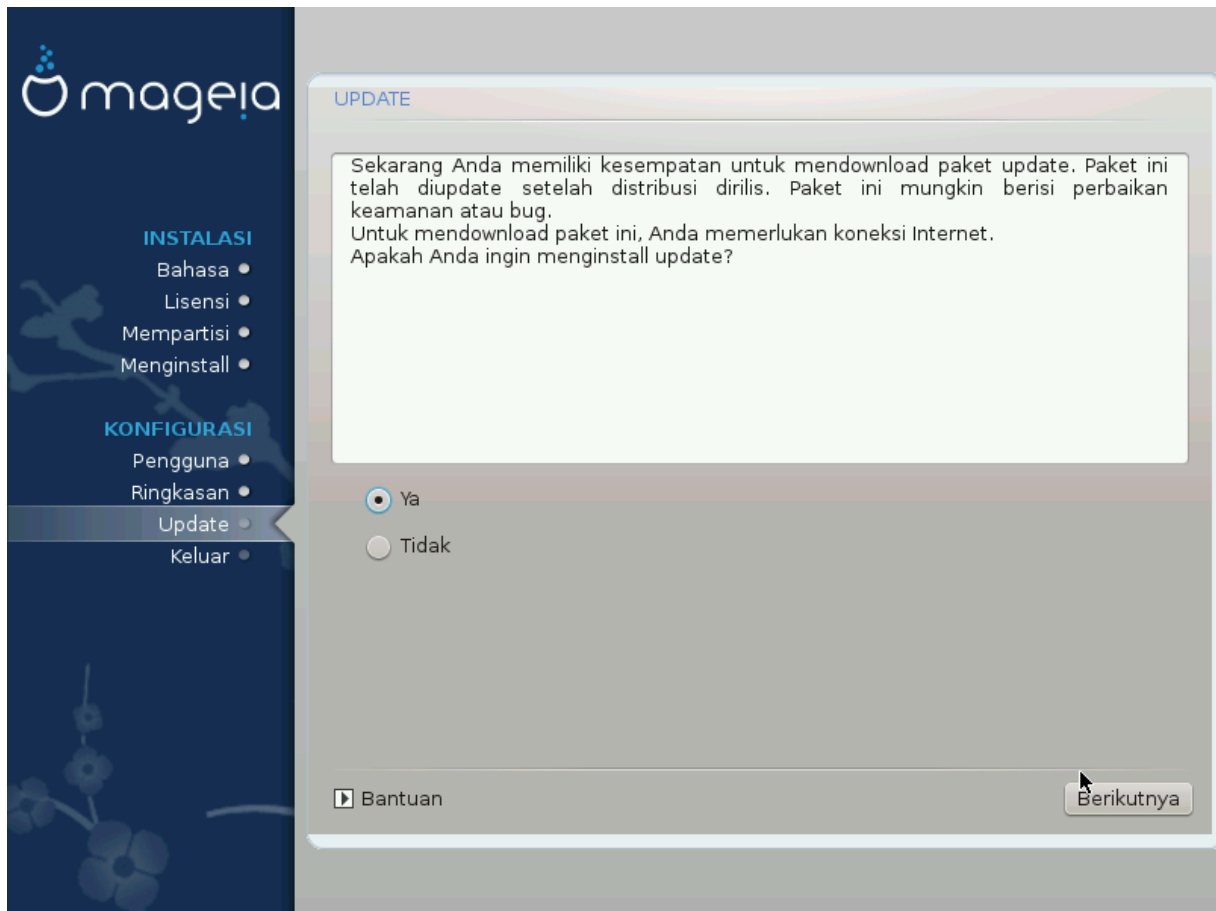 mageia
INSTALASI
Bahasa
Lisensi
Mempartisi
Menginstall
KONFIGURASI
Pengguna
Ringkasan
Update
Keluar
UPDATE
Sekarang Anda memiliki kesempatan untuk mendownload paket update. Paket ini
telah diupdate setelah distribusi dirilis. Paket ini mungkin berisi perbaikan
keamanan atau bug.
Untuk mendownload paket ini, Anda memerlukan koneksi Internet.
Apakah Anda ingin menginstall update?
Ya
Tidak
Bantuan
Berikutnya